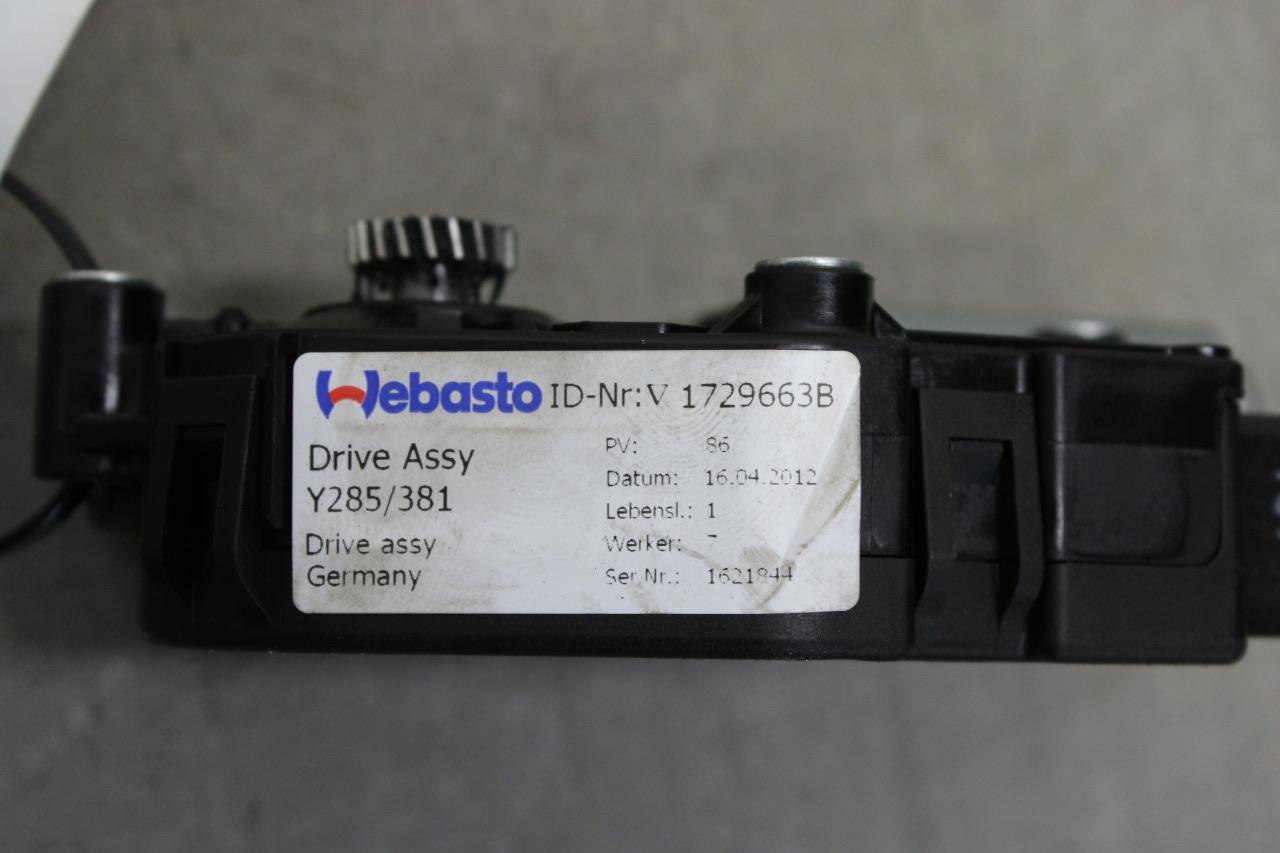 Webasto ID-Nr: V 1729663B
Drive Assy
Y285/381
Drive assy
Germany
PV: 86
Datum: 16.04.2012
Lebensl.: 1
Werker: 7
Ser Nr.: 1621844